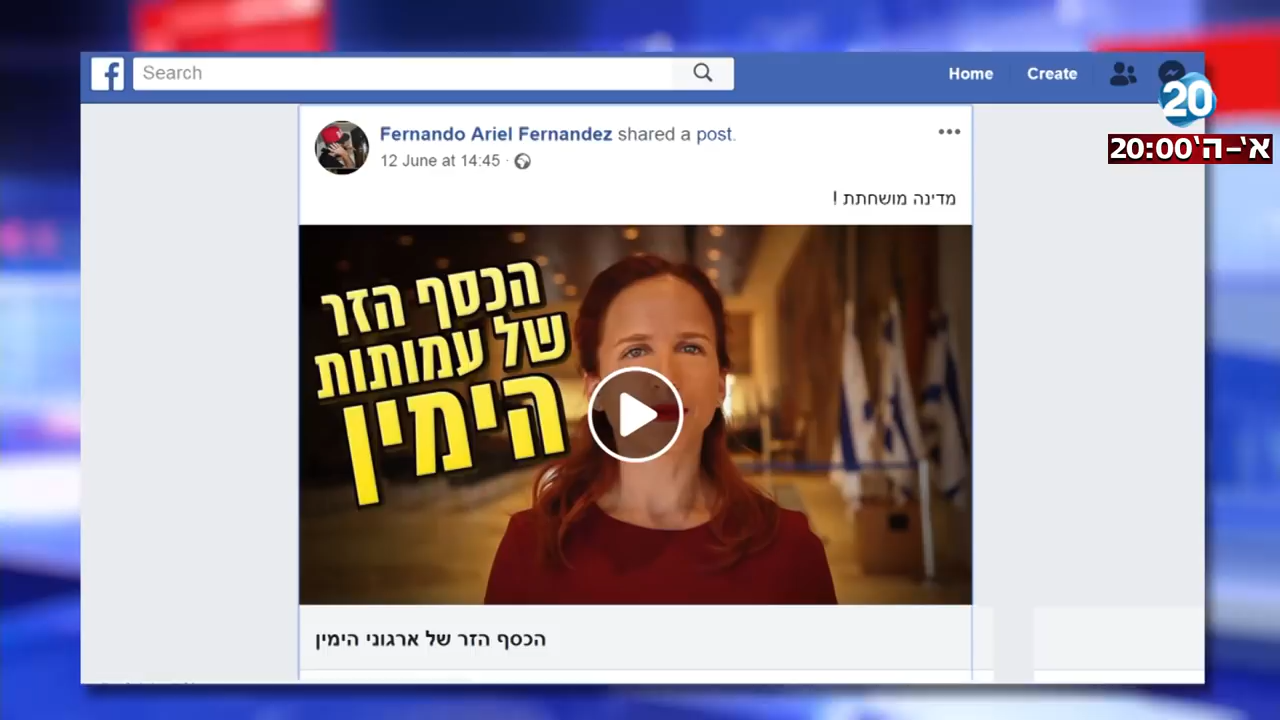 Search
Home
Create
20
א'-ה' 20:00
Fernando Ariel Fernandez shared a post.
12 June at 14:45 ·
מדינה מושחתת !
הכסף הזר
של עמותות
הימין
הכסף הזר של ארגוני הימין